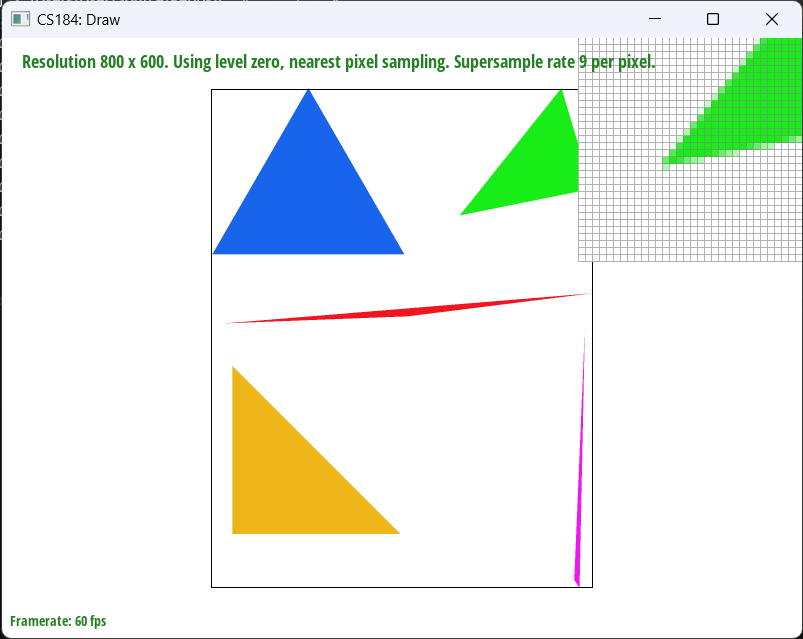 CS184: Draw
Resolution 800 x 600. Using level zero, nearest pixel sampling. Supersample rate 9 per pixel.
Framerate: 60 fps